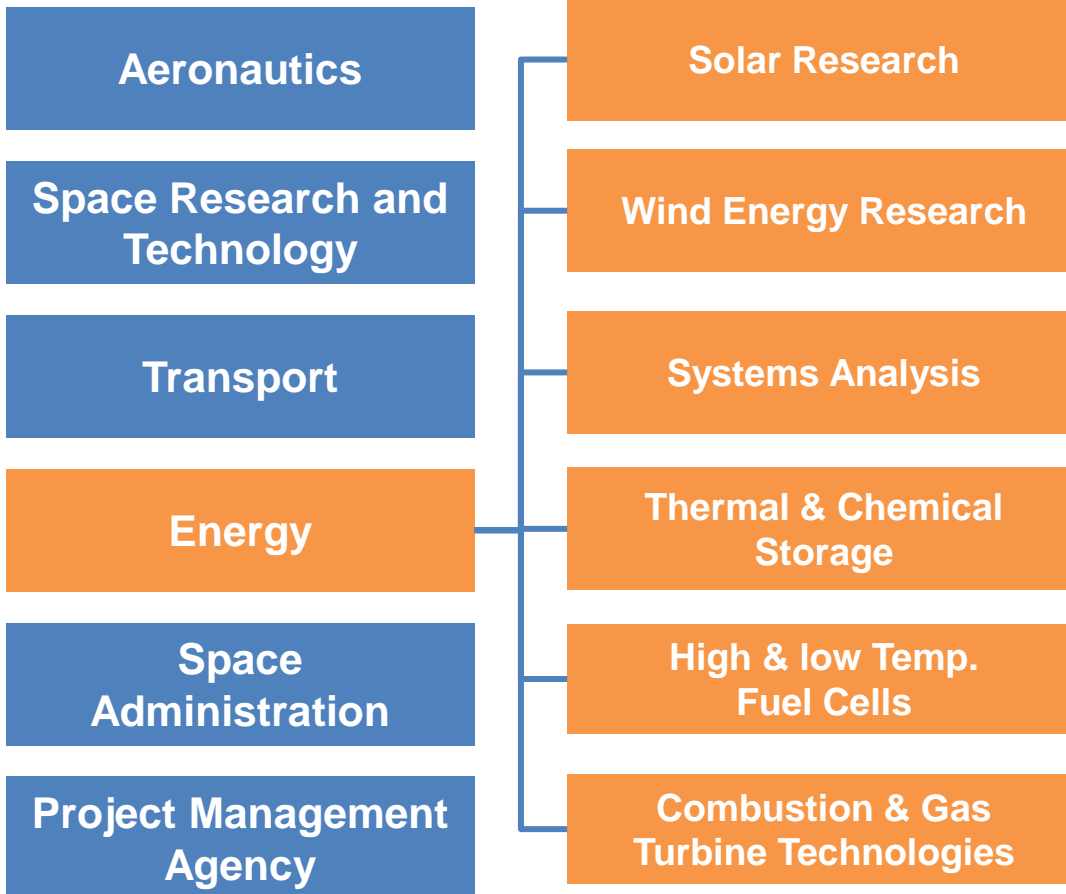 Aeronautics
Space Research and
Technology
Transport
Energy
Space
Administration
Project Management
Agency
Solar Research
Wind Energy Research
Systems Analysis
Thermal & Chemical
Storage
High & low Temp.
Fuel Cells
Combustion & Gas
Turbine Technologies